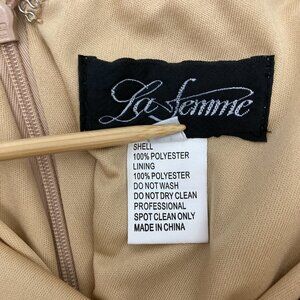 La Femme
SHELL
100% POLYESTER
LINING
100% POLYESTER
DO NOT WASH
DO NOT DRY CLEAN
PROFESSIONAL
SPOT CLEAN ONLY
MADE IN CHINA